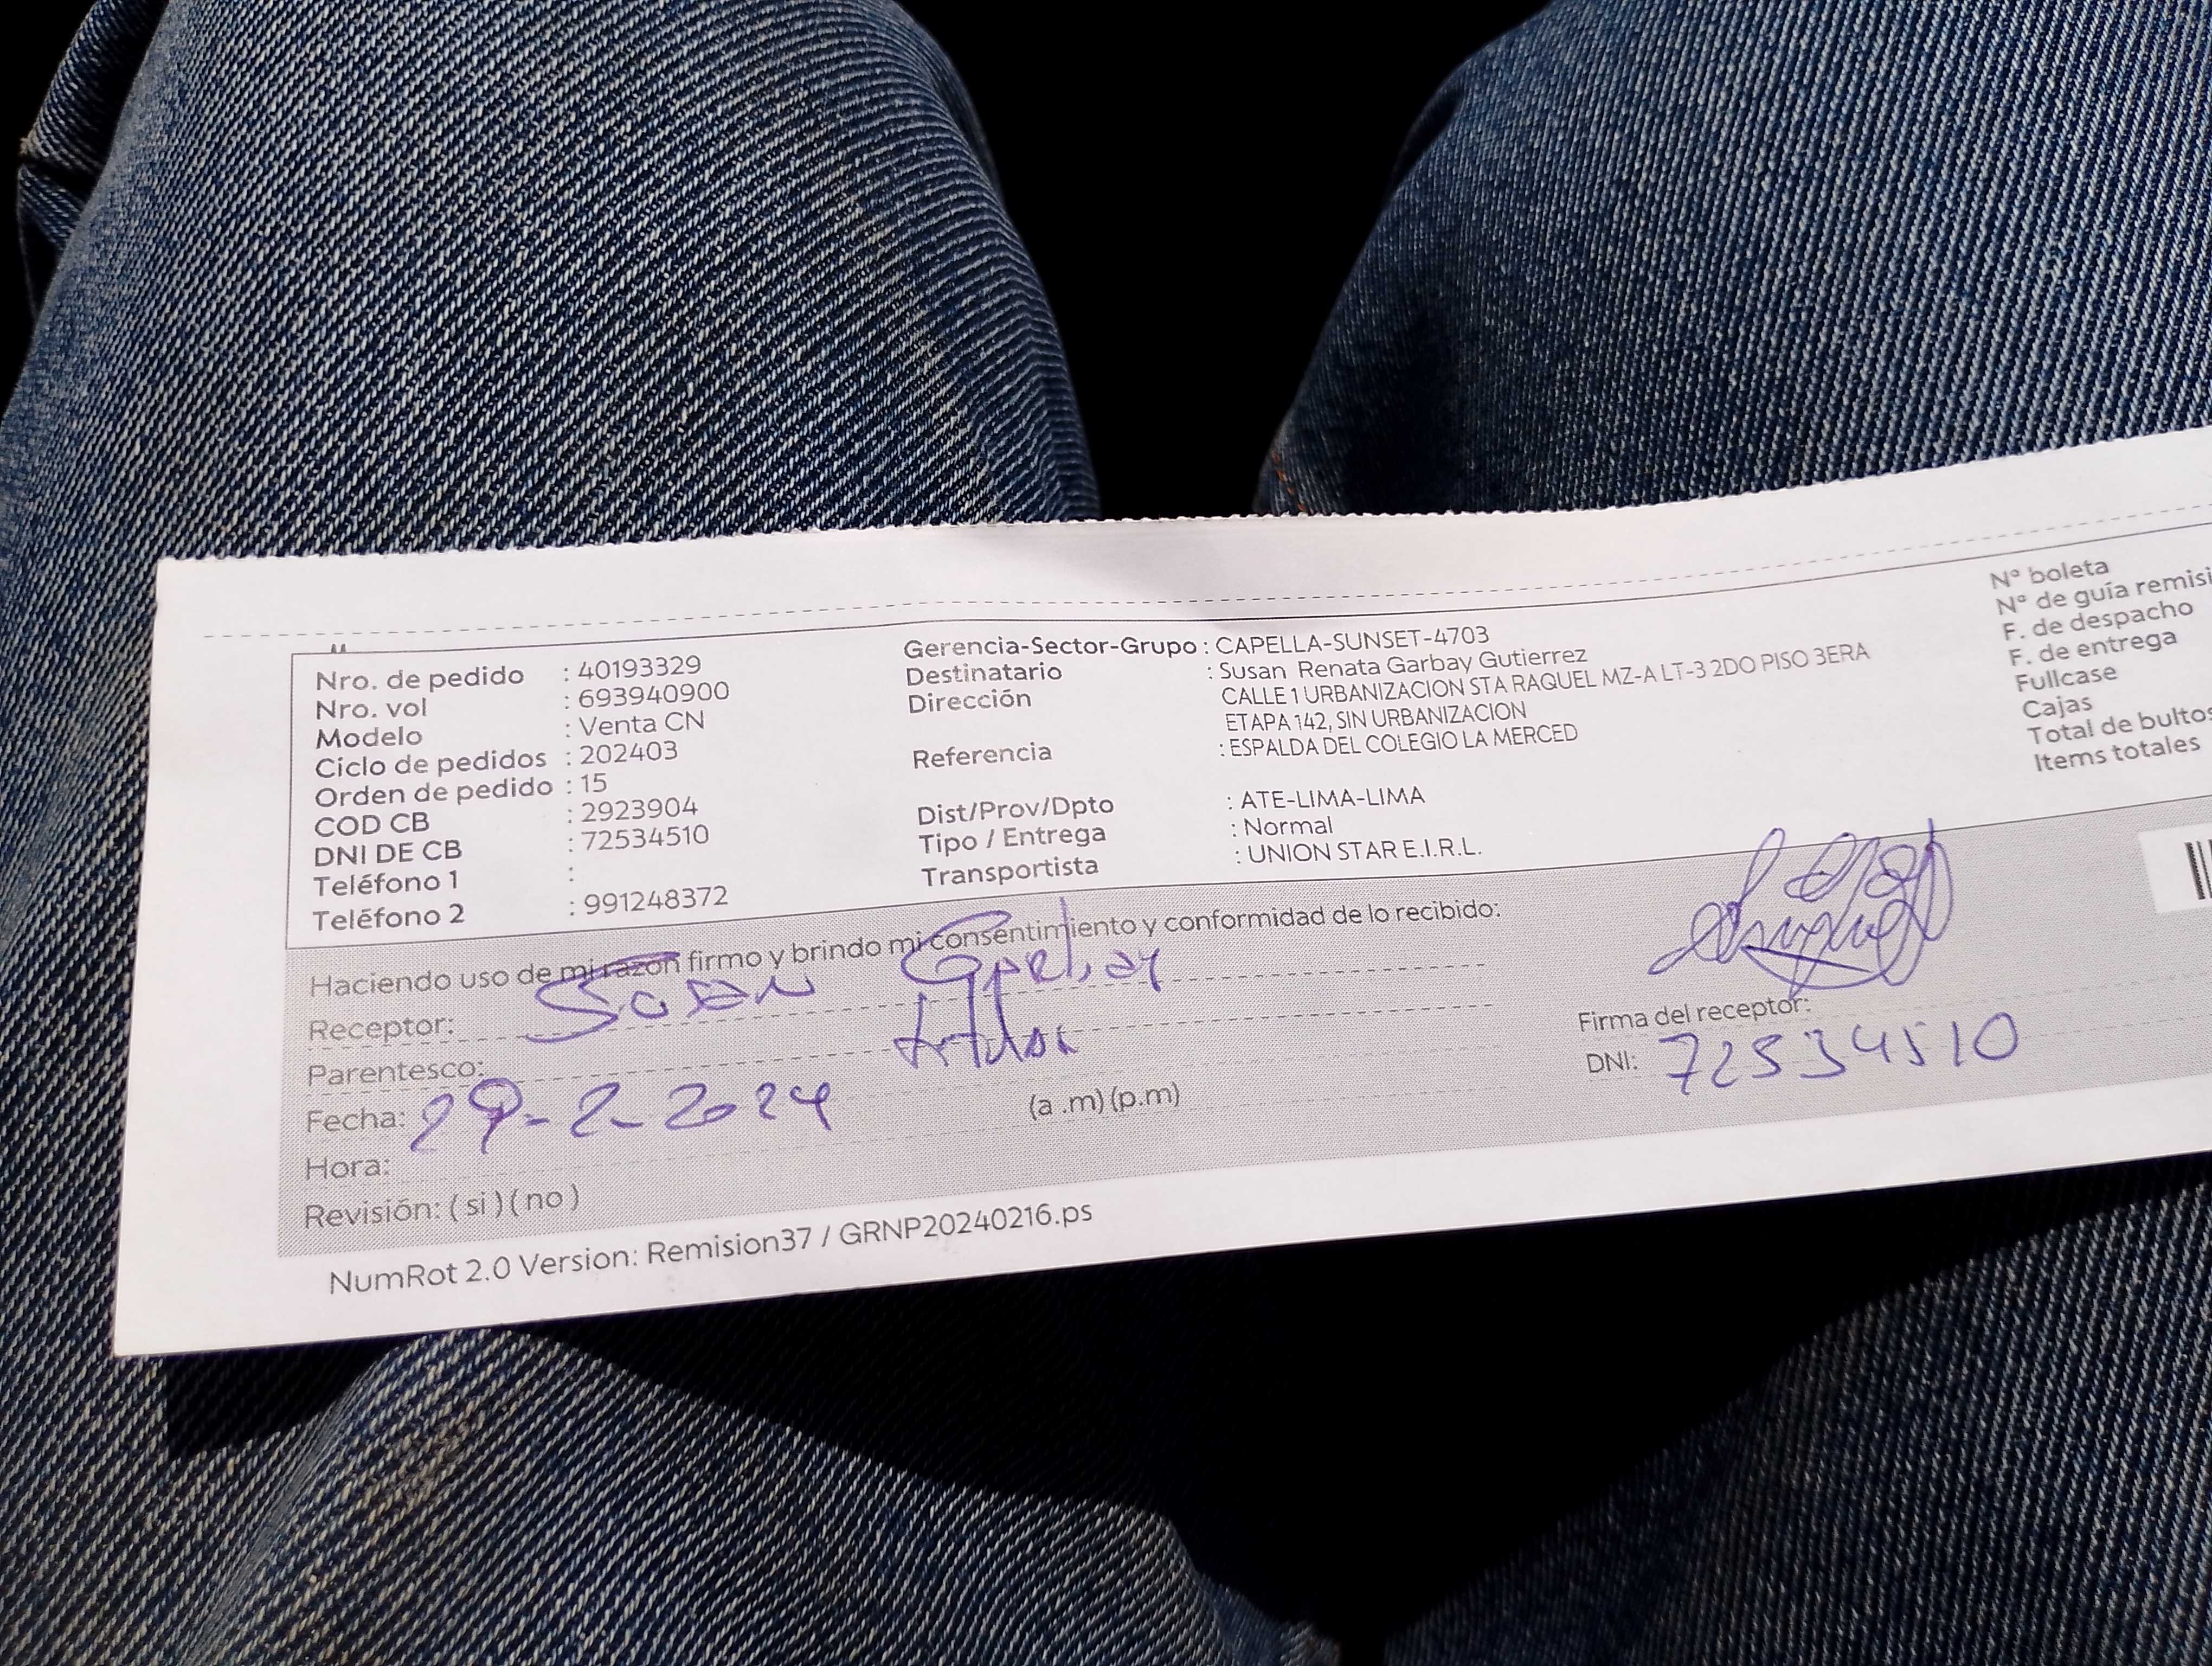 Nro. de pedido : 40193329
Nro. vol : 693940900
Modelo : Venta CN
Ciclo de pedidos : 202403
Orden de pedido : 15
COD CB : 2923904
DNI DE CB : 72534510
Teléfono 1 :
Teléfono 2 : 991248372
Gerencia-Sector-Grupo : CAPELLA-SUNSET-4703
Destinatario : Susan Renata Garbay Gutierrez
Dirección CALLE 1 URBANIZACION STA RAQUEL MZ-A LT-3 2DO PISO 3ERA
ETAPA 142, SIN URBANIZACION
Referencia : ESPALDA DEL COLEGIO LA MERCED
Dist/Prov/Dpto : ATE-LIMA-LIMA
Tipo / Entrega : Normal
Transportista : UNION STAR E.I.R.L.
Nº boleta
Nº de guía remisi
F. de despacho
F. de entrega
Fullcase
Cajas
Total de bultos
Items totales
Haciendo uso de mi razón firmo y brindo mi consentimiento y conformidad de lo recibido:
Receptor: Susan Garbay
Parentesco:
Fecha: 29-2-2024
Hora: (a .m) (p.m)
Revisión: ( si ) ( no )
Firma del receptor:
DNI: 72534510
NumRot 2.0 Version: Remision37 / GRNP20240216.ps